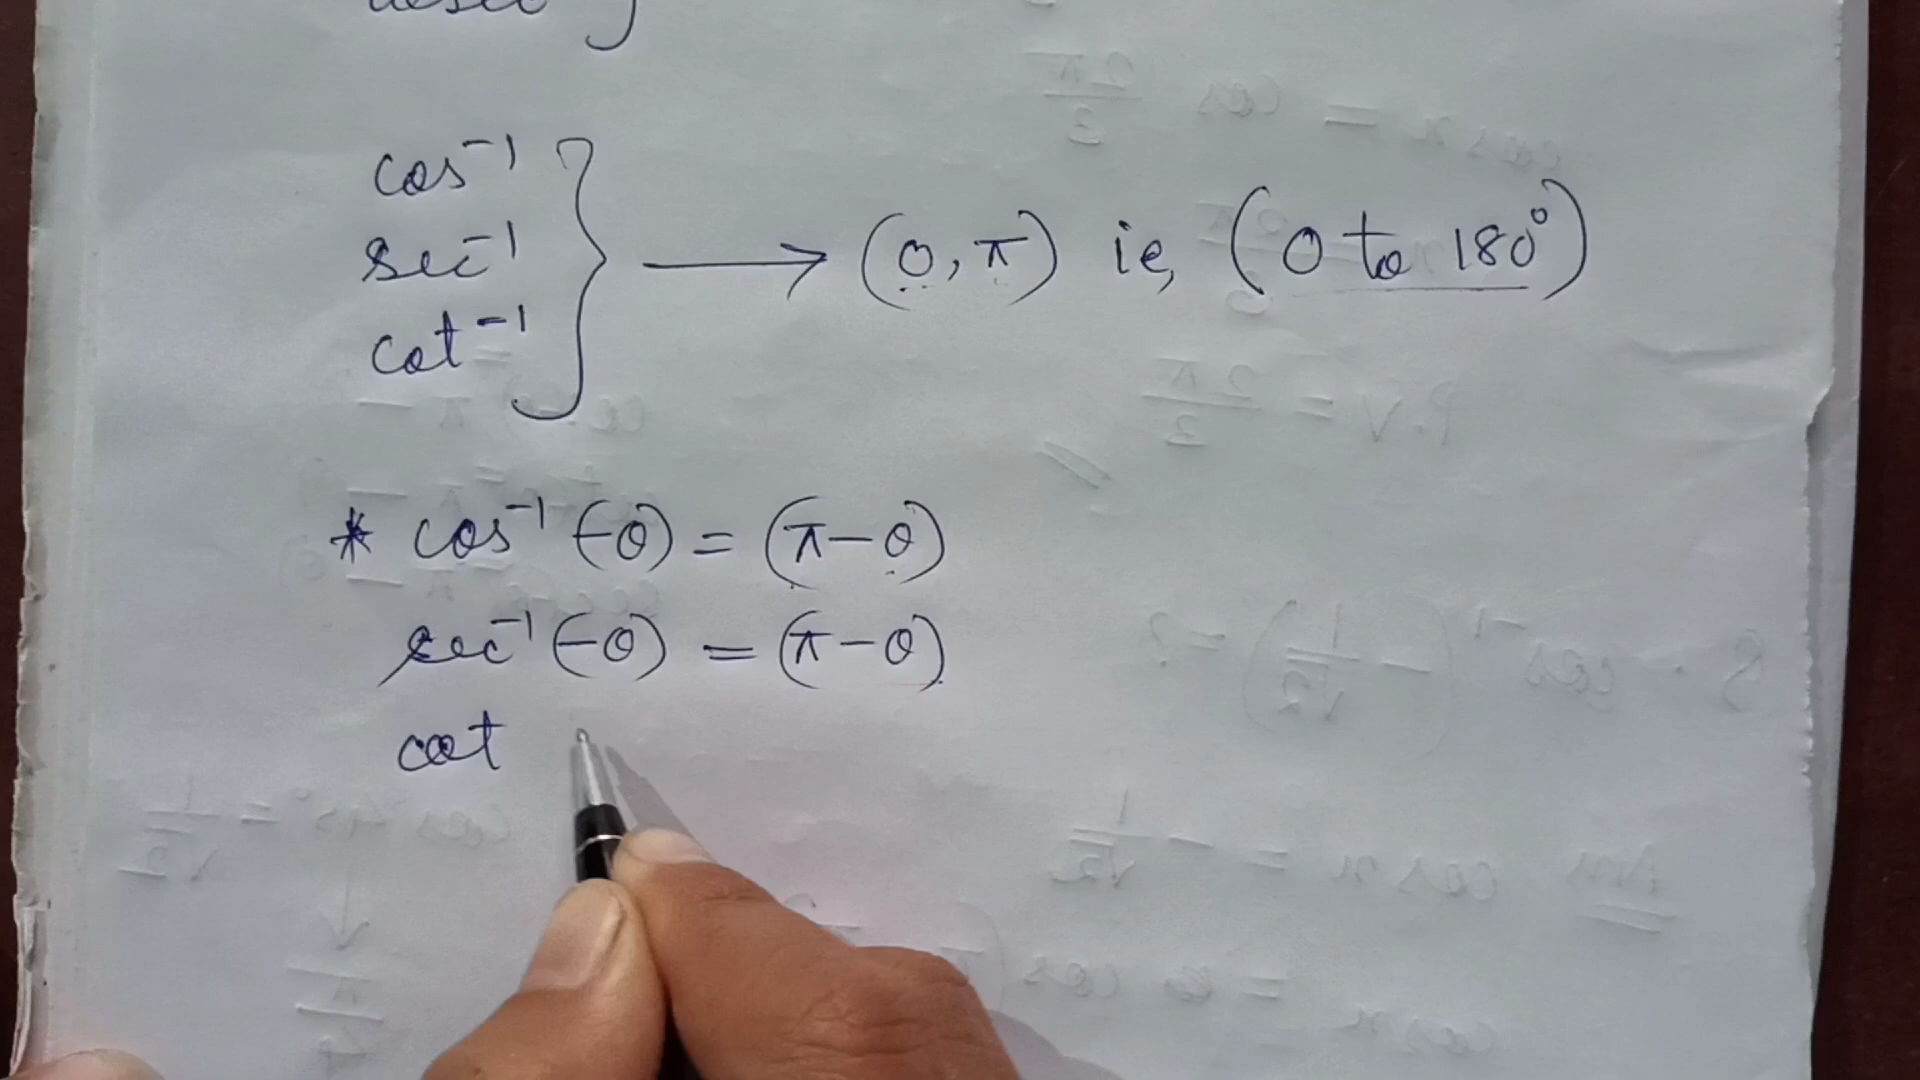 cos⁻¹
sec⁻¹
cot⁻¹
} → (0, π) ie, (0 to 180°)
* cos⁻¹ (-θ) = (π-θ)
sec⁻¹ (-θ) = (π-θ)
cot